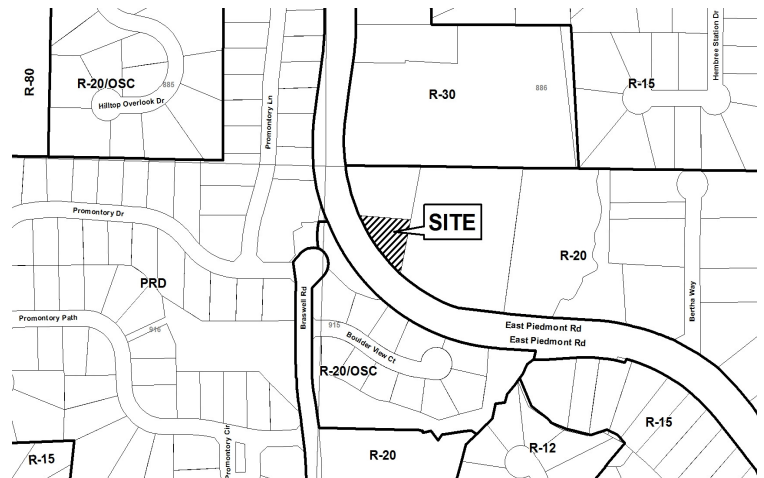 R-80
R-20/OSC
885
Hilltop Overlook Dr
Promontory Ln
R-30
886
R-15
Hembree Station Dr
Promontory Dr
SITE
R-20
PRD
Braswell Rd
Bertha Way
Promontory Path
916
915
Boulder View Ct
East Piedmont Rd
East Piedmont Rd
R-20/OSC
R-15
R-15
Promontory Cir
R-20
R-12